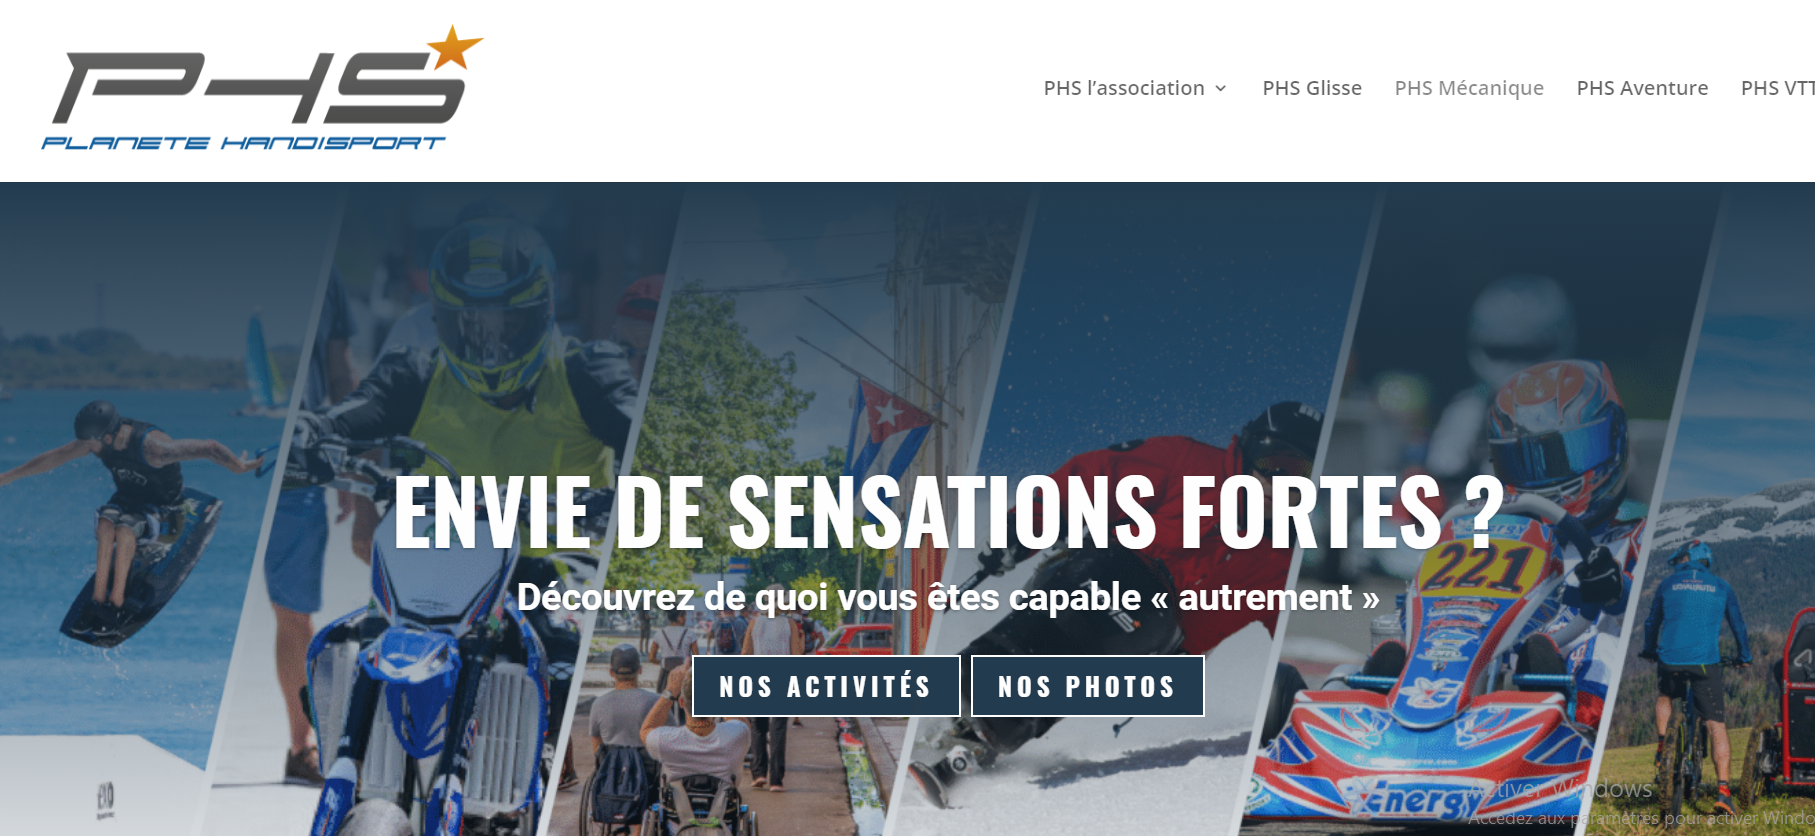 PHS
PLANETE HANDISPORT
PHS l’association
PHS Glisse
PHS Mécanique
PHS Aventure
PHS VTT
ENVIE DE SENSATIONS FORTES ?
Découvrez de quoi vous êtes capable « autrement »
NOS ACTIVITÉS
NOS PHOTOS
221
Energy
Activer Windows
Accédez aux paramètres pour activer Windo